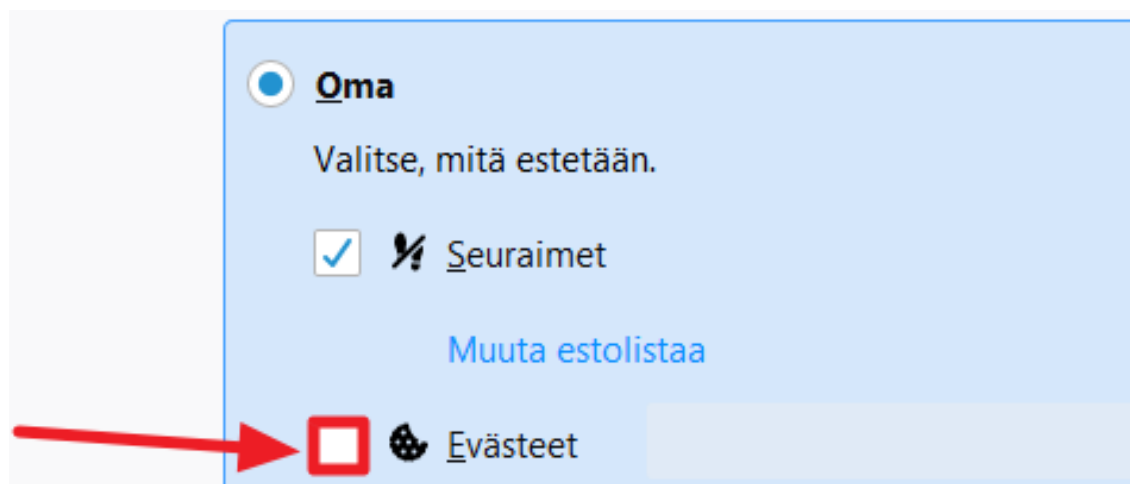 Oma
Valitse, mitä estetään.
Seuraimet
Muuta estolistaa
Evästeet